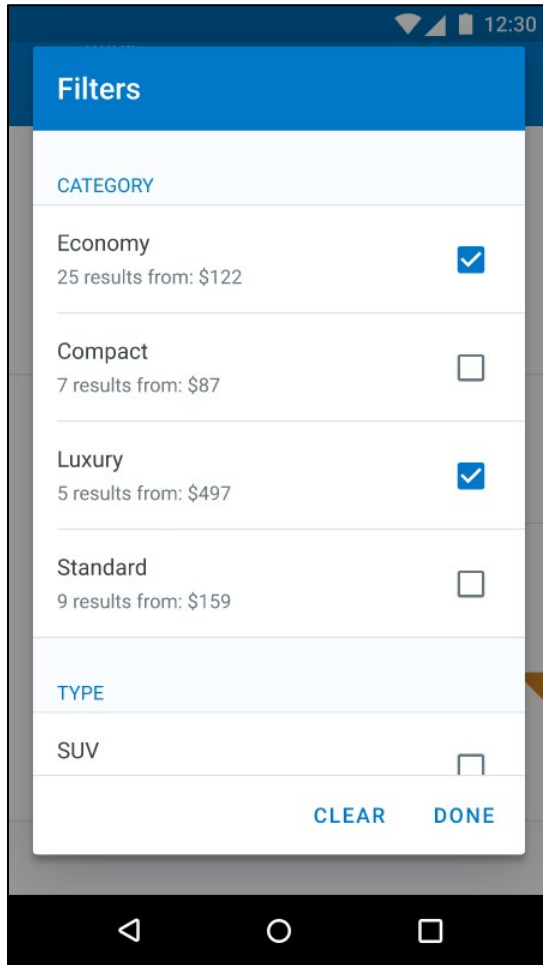 12:30
Filters
CATEGORY
Economy
25 results from: $122
Compact
7 results from: $87
Luxury
5 results from: $497
Standard
9 results from: $159
TYPE
SUV
CLEAR DONE